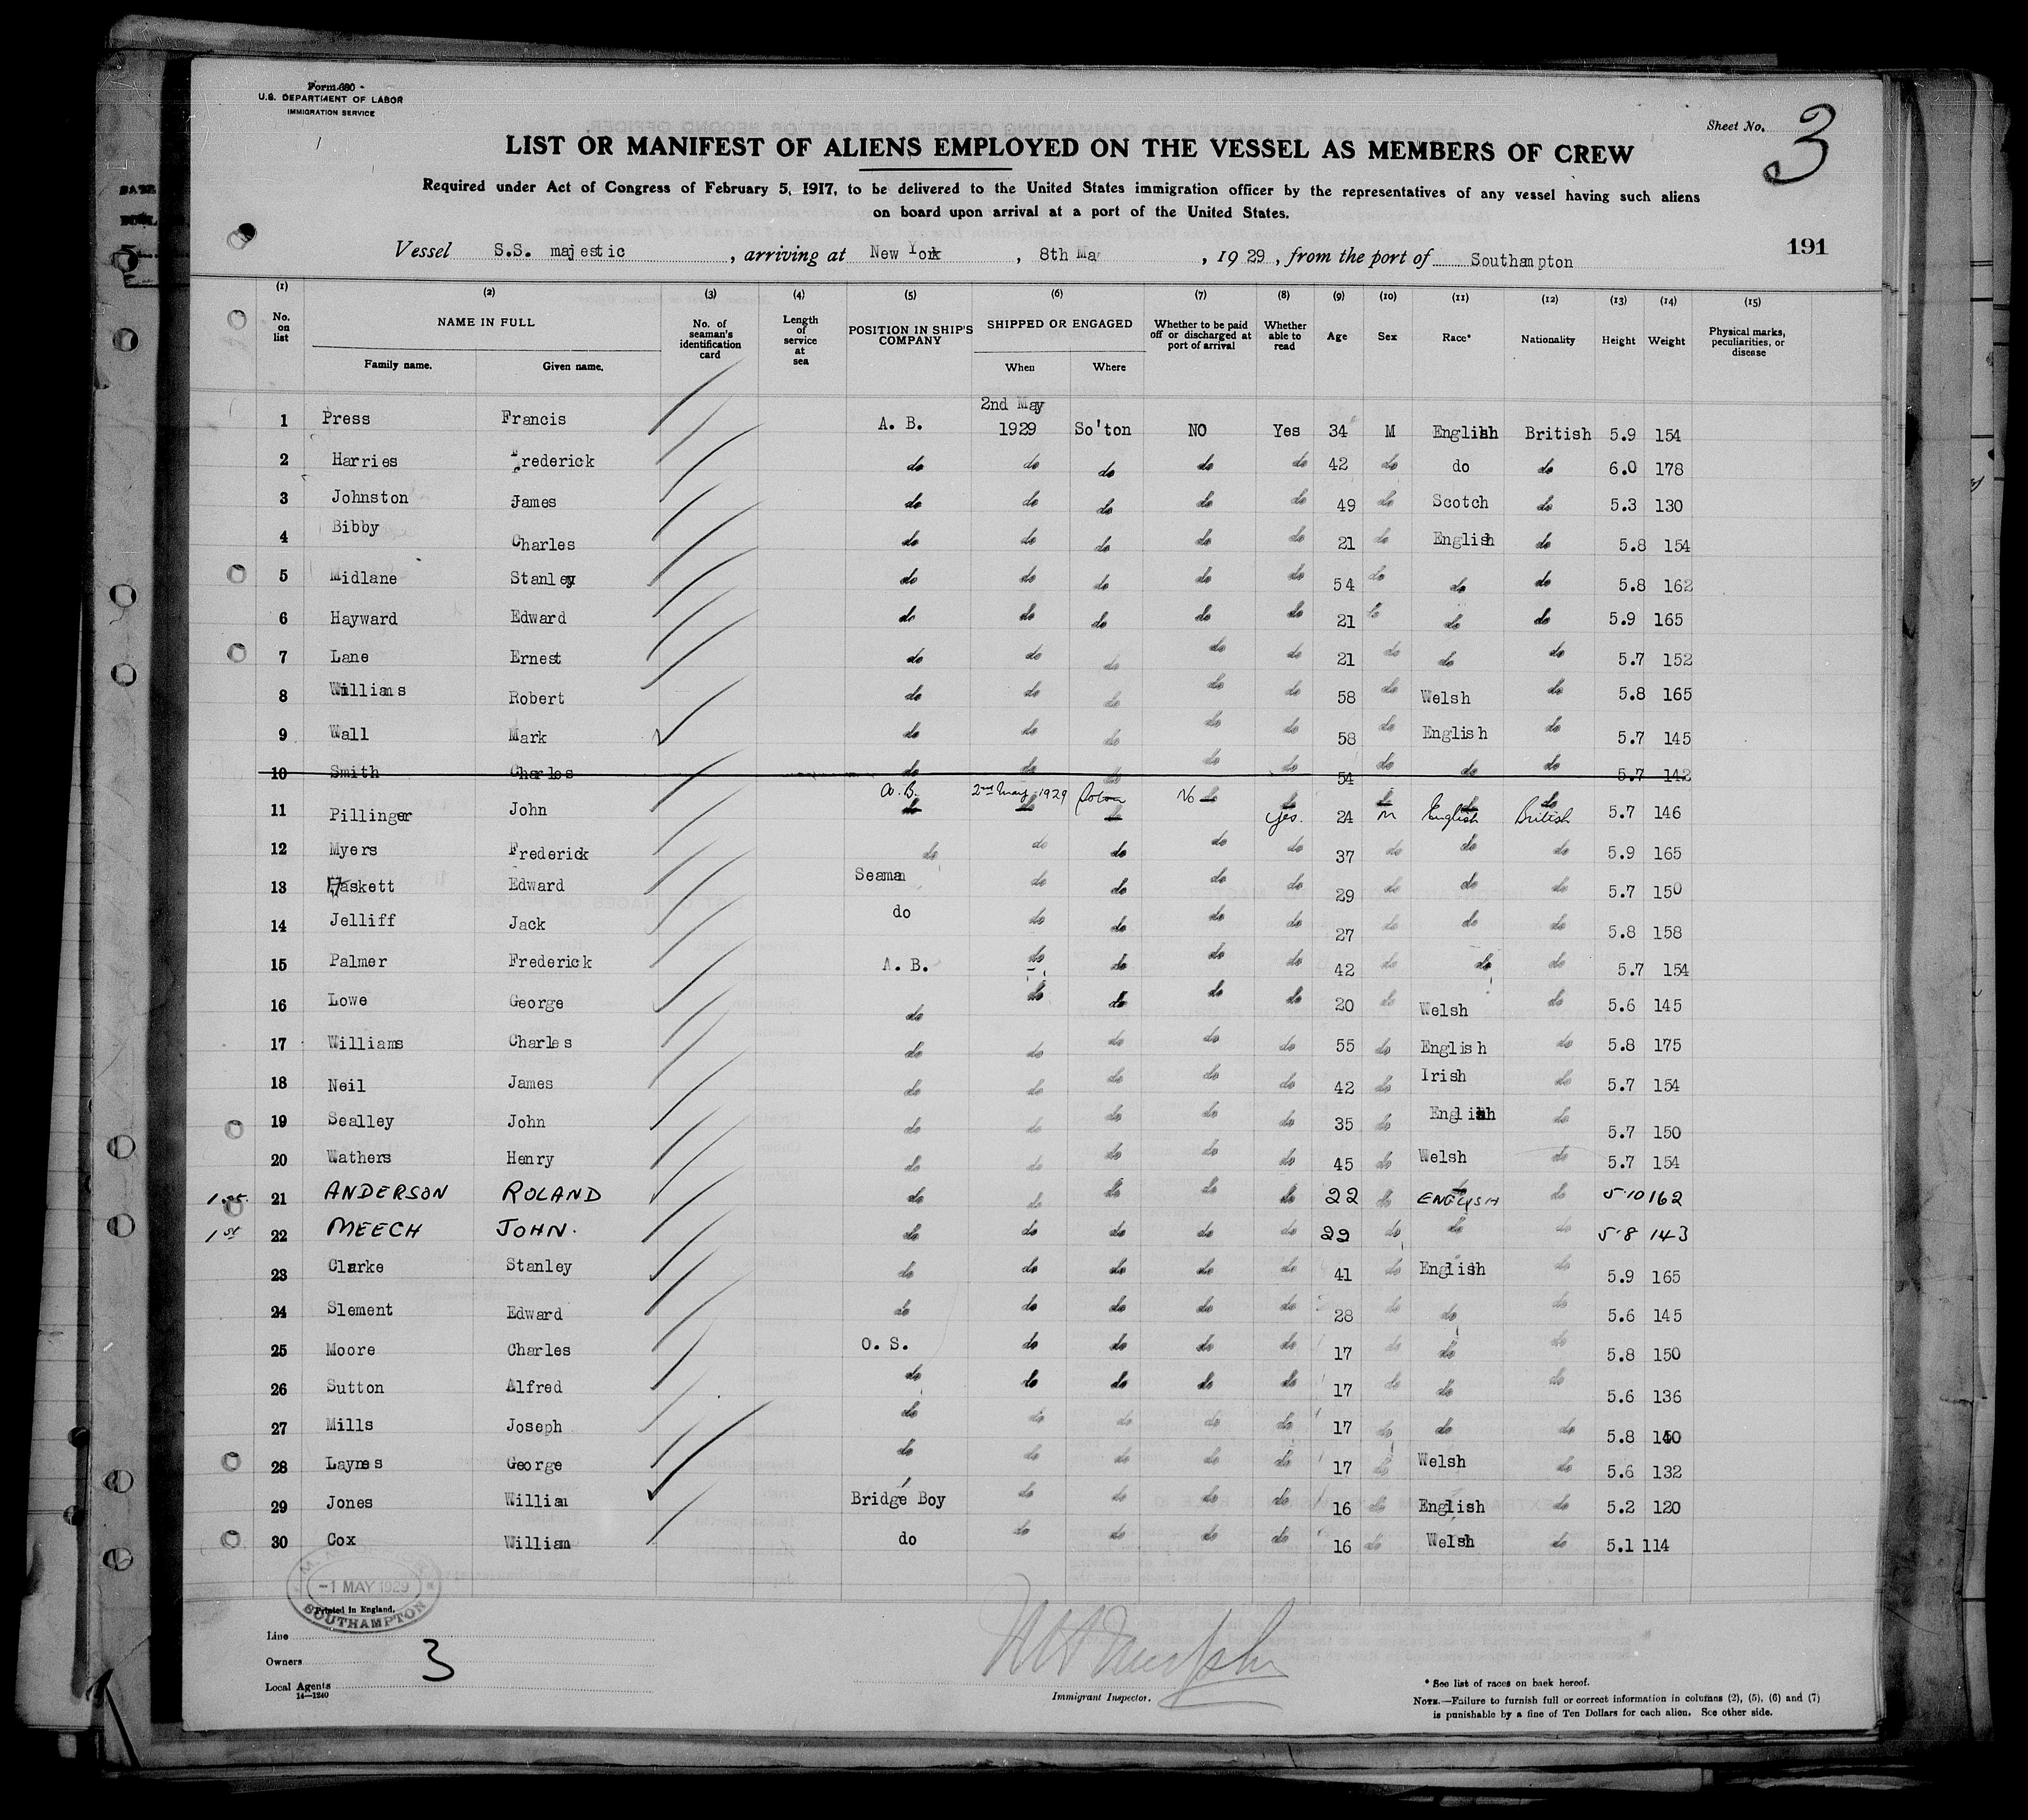 Form 680
U.S. DEPARTMENT OF LABOR
IMMIGRATION SERVICE
Sheet No. 3
LIST OR MANIFEST OF ALIENS EMPLOYED ON THE VESSEL AS MEMBERS OF CREW
Required under Act of Congress of February 5, 1917, to be delivered to the United States immigration officer by the representatives of any vessel having such aliens
on board upon arrival at a port of the United States.
Vessel S.S. majestic, arriving at New York, 8th Ma, 1929, from the port of Southampton
191
(1) (2) (3) (4) (5) (6) (7) (8) (9) (10) (11) (12) (13) (14) (15)
No. on list NAME IN FULL No. of seaman's identification card Length of service at sea POSITION IN SHIP'S COMPANY SHIPPED OR ENGAGED Whether to be paid off or discharged at port of arrival Whether able to read Age Sex Race* Nationality Height Weight Physical marks, peculiarities, or disease
Family name. Given name. When Where
2nd May
1 Press Francis A. B. 1929 So'ton NO Yes 34 M English British 5.9 154
2 Harries Frederick do do do do do 42 do do do 6.0 178
3 Johnston James do do do do do 49 do Scotch do 5.3 130
4 Bibby Charles do do do do do 21 do English do 5.8 154
5 Midlane Stanley do do do do do 54 do do do 5.8 162
6 Hayward Edward do do do do do 21 do do do 5.9 165
7 Lane Ernest do do do do do 21 do do do 5.7 152
8 Williams Robert do do do do do 58 do Welsh do 5.8 165
9 Wall Mark do do do do do 58 do English do 5.7 145
10 Smith Charles do do do do do 54 do do do 5.7 142
A.B. 2nd May 1929 Soton No do
11 Pillinger John do do do Yes. 24 M English British 5.7 146
12 Myers Frederick do do do do do 37 do do do 5.9 165
13 Haskett Edward Seaman do do do do 29 do do do 5.7 150
14 Jelliff Jack do do do do do 27 do do do 5.8 158
15 Palmer Frederick A. B. do do do do 42 do do do 5.7 154
16 Lowe George do do do do do 20 do Welsh do 5.6 145
17 Williams Charles do do do do do 55 do English do 5.8 175
18 Neil James do do do do do 42 do Irish do 5.7 154
19 Sealley John do do do do do 35 do English do 5.7 150
20 Wathers Henry do do do do do 45 do Welsh do 5.7 154
21 ANDERSON ROLAND do do do do do 22 do ENGLISH do 5.10 162
1st 22 MEECH JOHN. do do do do do 22 do do do 5.8 143
23 Clarke Stanley do do do do do 41 do English do 5.9 165
24 Slement Edward do do do do do 28 do do do 5.6 145
25 Moore Charles O. S. do do do do 17 do do do 5.8 150
26 Sutton Alfred do do do do do 17 do do do 5.6 136
27 Mills Joseph do do do do do 17 do do do 5.8
28 Laynes George do do do do do 17 do Welsh do 5.6 132
29 Jones William Bridge Boy do do do do 16 do English do 5.2 120
30 Cox William do do do do do 16 do Welsh do 5.1 114
-1 MAY 1929
SOUTHAMPTON
Printed in England.
Line
Owners 3
Local Agents
14—1240
Immigrant Inspector.
* See list of races on back hereof.
NOTE.—Failure to furnish full or correct information in columns (2), (5), (6) and (7)
is punishable by a fine of Ten Dollars for each alien. See other side.